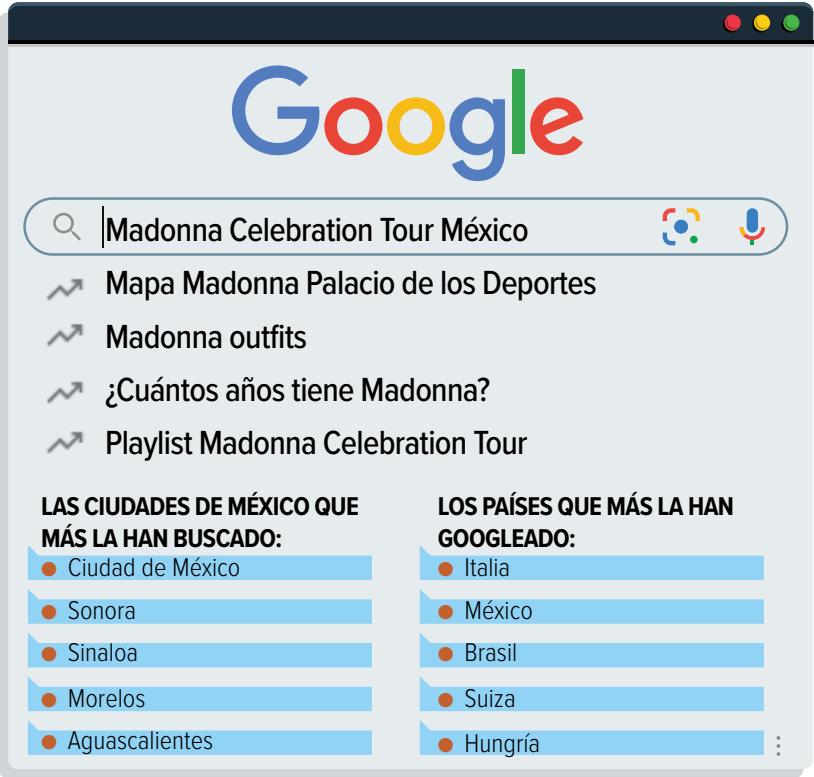 Google
Madonna Celebration Tour México
Mapa Madonna Palacio de los Deportes
Madonna outfits
¿Cuántos años tiene Madonna?
Playlist Madonna Celebration Tour
LAS CIUDADES DE MÉXICO QUE
MÁS LA HAN BUSCADO:
Ciudad de México
Sonora
Sinaloa
Morelos
Aguascalientes
LOS PAÍSES QUE MÁS LA HAN
GOOGLEADO:
Italia
México
Brasil
Suiza
Hungría